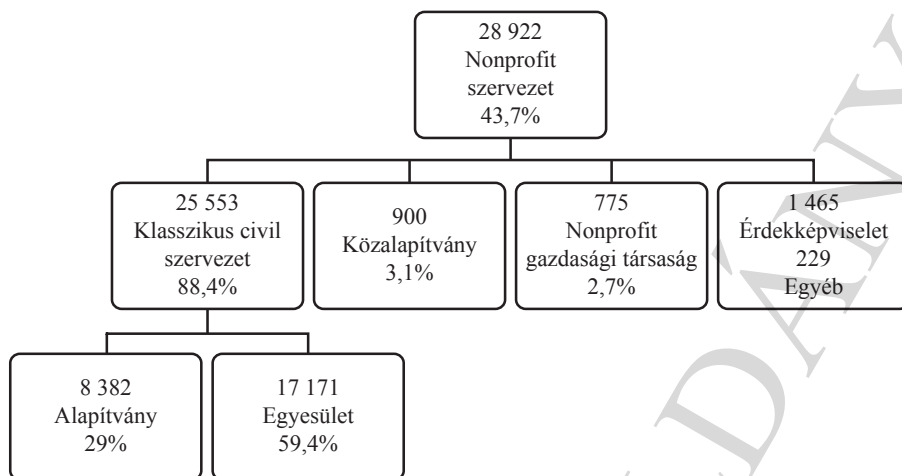 28 922
Nonprofit
szervezet
43,7%
25 553
Klasszikus civil
szervezet
88,4%
900
Közalapítvány
3,1%
775
Nonprofit
gazdasági társaság
2,7%
1 465
Érdekképviselet
229
Egyéb
8 382
Alapítvány
29%
17 171
Egyesület
59,4%